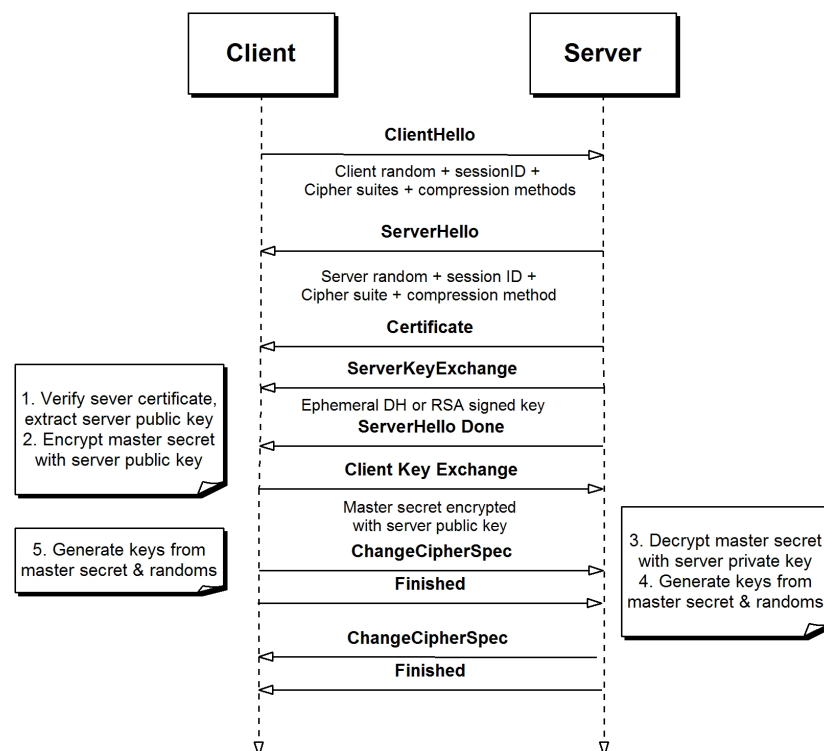 Client
Server
ClientHello
Client random + sessionID +
Cipher suites + compression methods
ServerHello
Server random + session ID +
Cipher suite + compression method
Certificate
ServerKeyExchange
1. Verify sever certificate,
extract server public key
2. Encrypt master secret
with server public key
Ephemeral DH or RSA signed key
ServerHello Done
Client Key Exchange
Master secret encrypted
with server public key
3. Decrypt master secret
with server private key
4. Generate keys from
master secret & randoms
5. Generate keys from
master secret & randoms
ChangeCipherSpec
Finished
ChangeCipherSpec
Finished